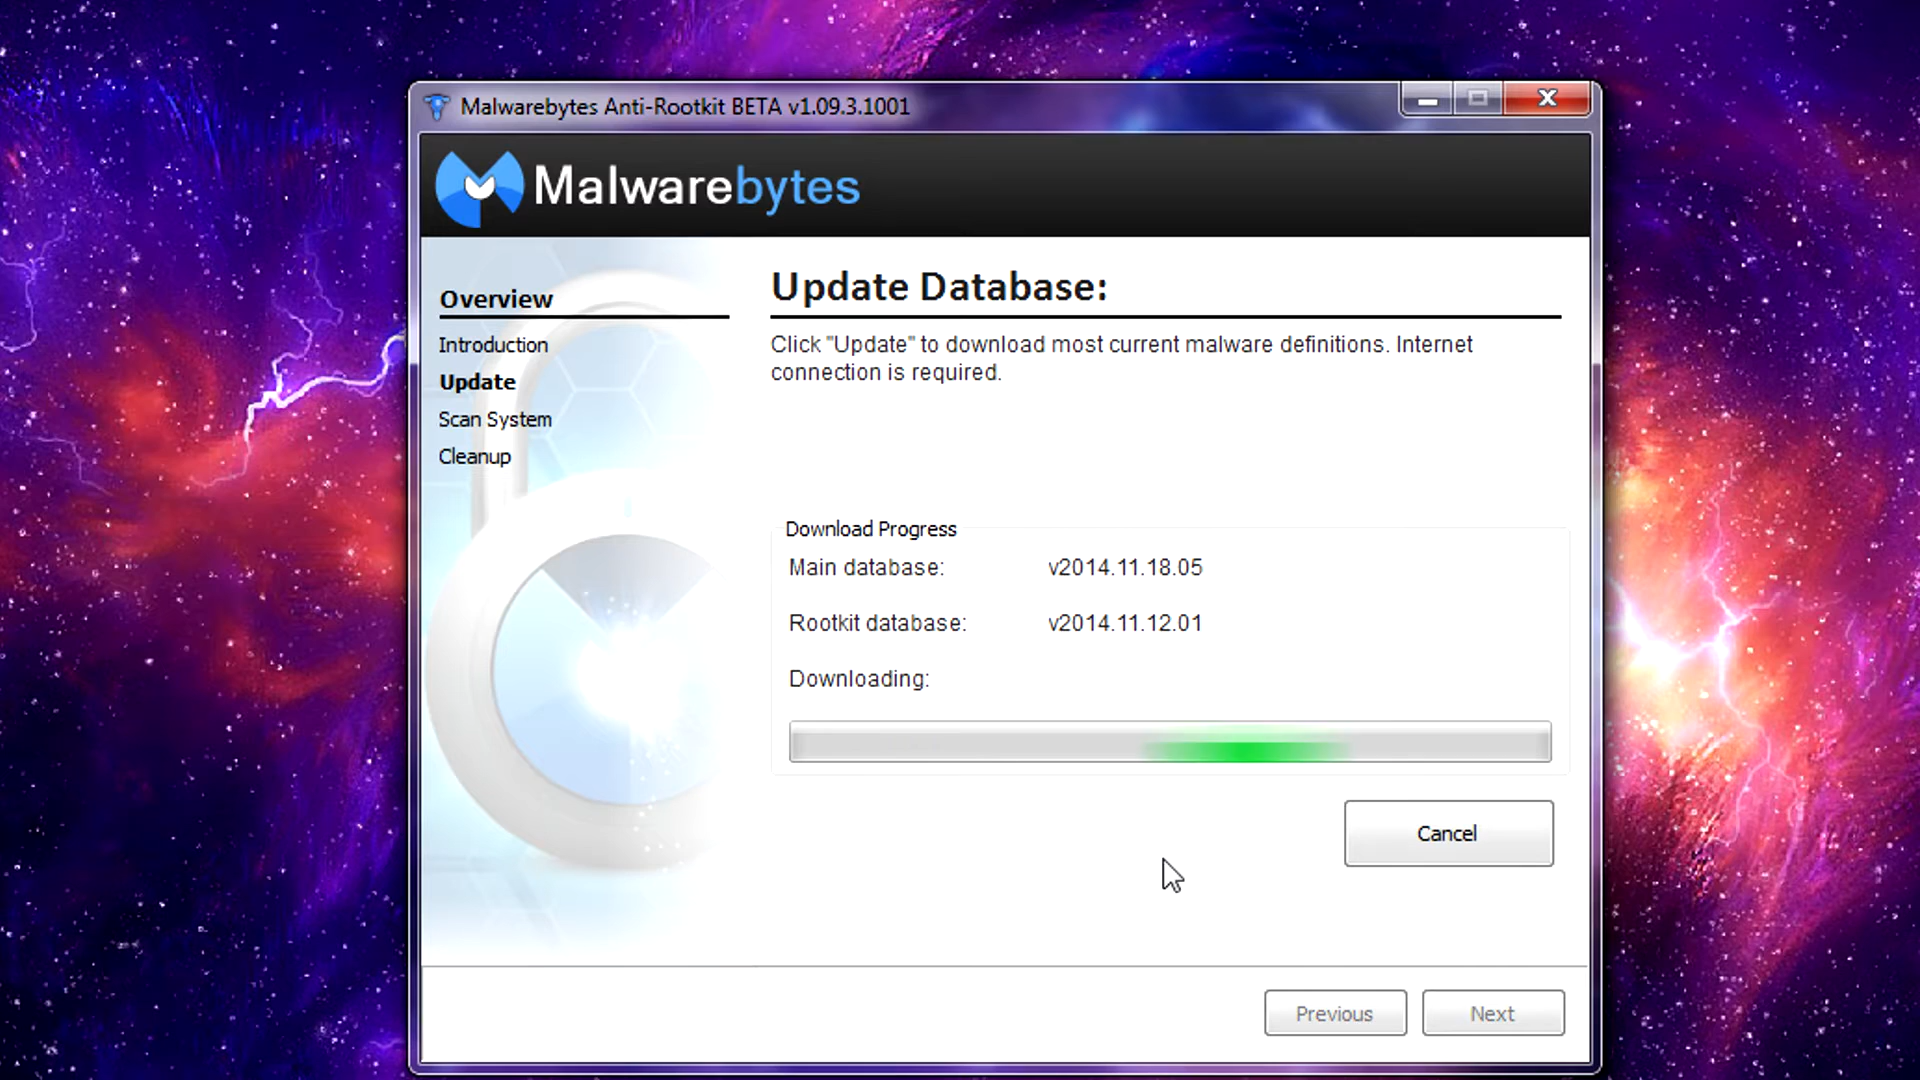 Malwarebytes Anti-Rootkit BETA v1.09.3.1001
Malwarebytes
Overview
Introduction
Update
Scan System
Cleanup
Update Database:
Click "Update" to download most current malware definitions. Internet
connection is required.
Download Progress
Main database: v2014.11.18.05
Rootkit database: v2014.11.12.01
Downloading:
Cancel
Previous Next